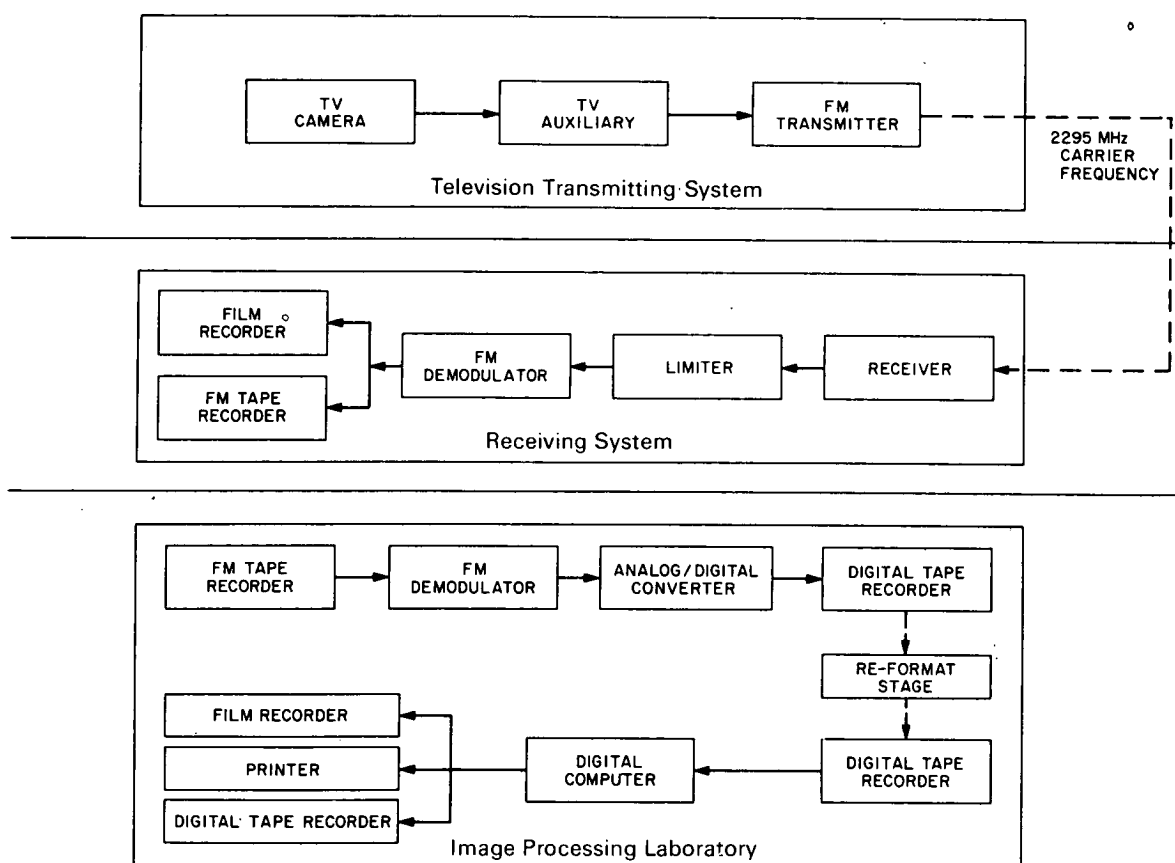 TV
CAMERA
TV
AUXILIARY
FM
TRANSMITTER
2295 MHz
CARRIER
FREQUENCY
Television Transmitting System
FILM
RECORDER
FM TAPE
RECORDER
FM
DEMODULATOR
LIMITER
RECEIVER
Receiving System
FM TAPE
RECORDER
FM
DEMODULATOR
ANALOG/DIGITAL
CONVERTER
DIGITAL TAPE
RECORDER
RE-FORMAT
STAGE
DIGITAL TAPE
RECORDER
DIGITAL
COMPUTER
FILM RECORDER
PRINTER
DIGITAL TAPE RECORDER
Image Processing Laboratory